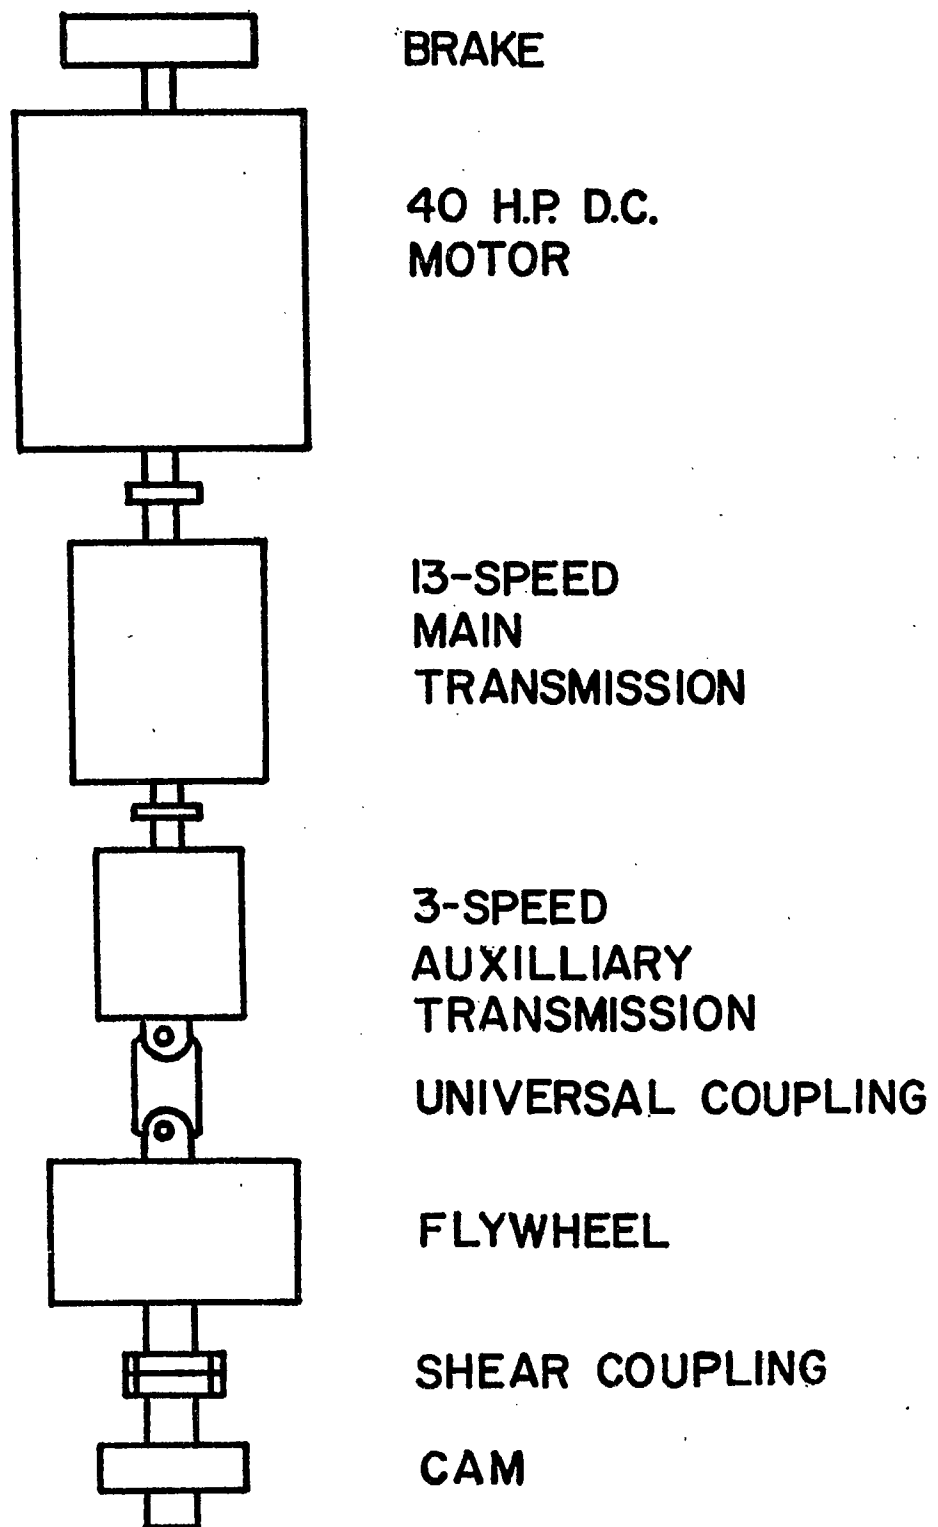 BRAKE
40 H.P. D.C.
MOTOR
13-SPEED
MAIN
TRANSMISSION
3-SPEED
AUXILLIARY
TRANSMISSION
UNIVERSAL COUPLING
FLYWHEEL
SHEAR COUPLING
CAM